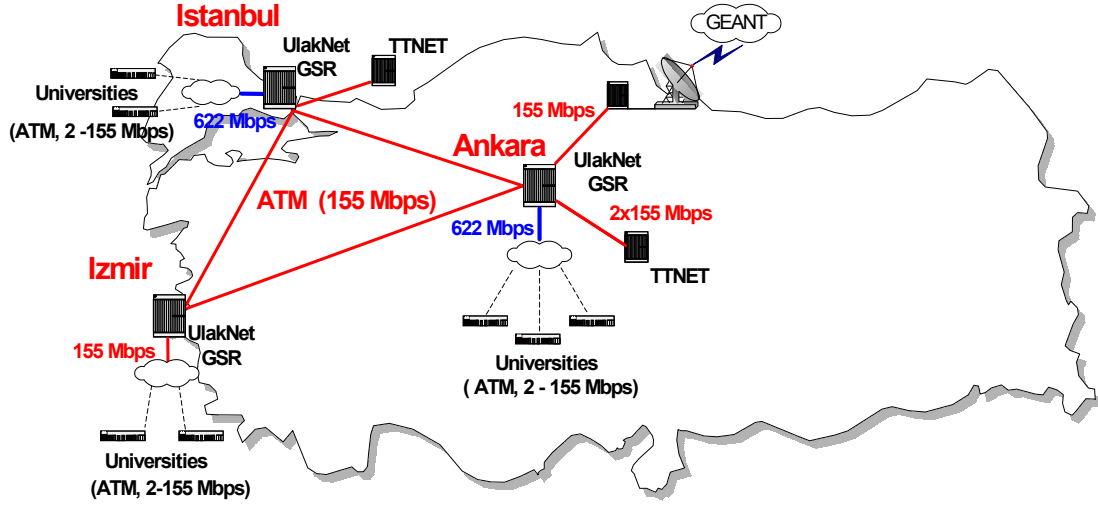 Istanbul
GEANT
UlakNet
GSR
TTNET
Universities
(ATM, 2 -155 Mbps)
622 Mbps
155 Mbps
Ankara
UlakNet
GSR
ATM (155 Mbps)
2x155 Mbps
622 Mbps
TTNET
Izmir
UlakNet
GSR
155 Mbps
Universities
( ATM, 2 - 155 Mbps)
Universities
(ATM, 2-155 Mbps)